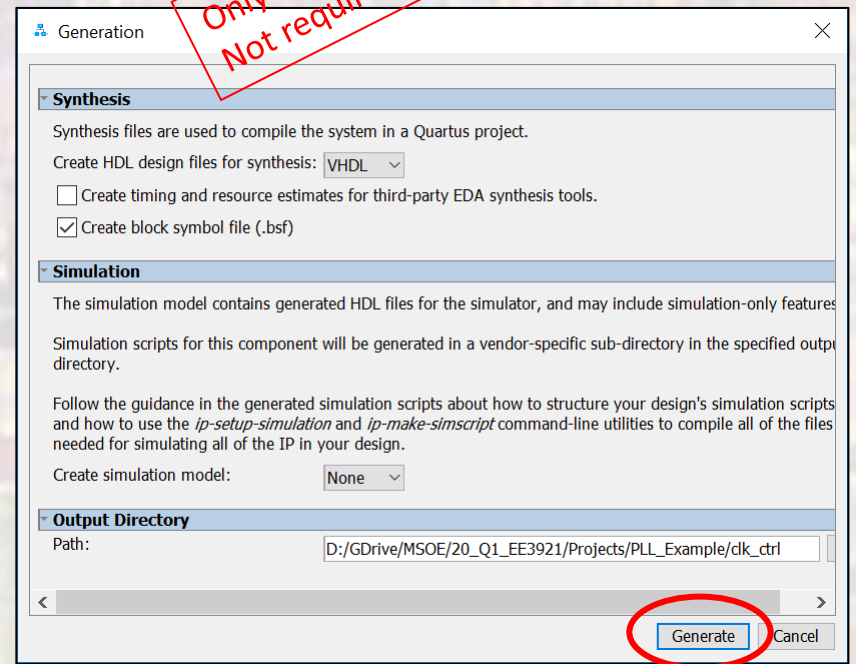 Only
Not requi
Generation
Synthesis
Synthesis files are used to compile the system in a Quartus project.
Create HDL design files for synthesis: VHDL
Create timing and resource estimates for third-party EDA synthesis tools.
Create block symbol file (.bsf)
Simulation
The simulation model contains generated HDL files for the simulator, and may include simulation-only features
Simulation scripts for this component will be generated in a vendor-specific sub-directory in the specified outpu
directory.
Follow the guidance in the generated simulation scripts about how to structure your design's simulation scripts
and how to use the ip-setup-simulation and ip-make-simscript command-line utilities to compile all of the files
needed for simulating all of the IP in your design.
Create simulation model: None
Output Directory
Path: D:/GDrive/MSOE/20_Q1_EE3921/Projects/PLL_Example/clk_ctrl
Generate Cancel